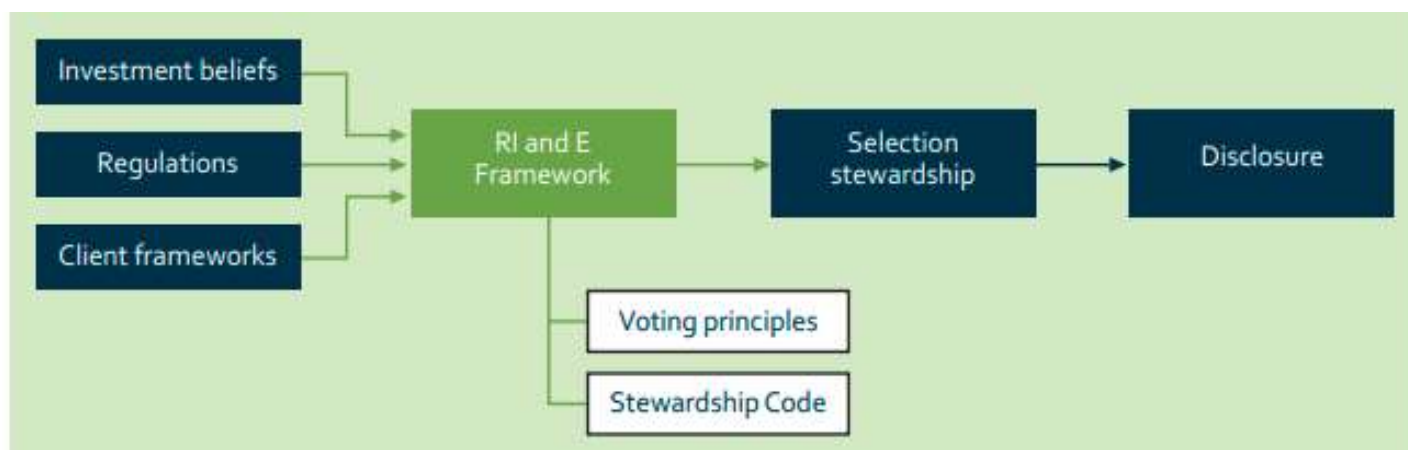 Investment beliefs
Regulations
Client frameworks
RI and E
Framework
Selection
stewardship
Disclosure
Voting principles
Stewardship Code